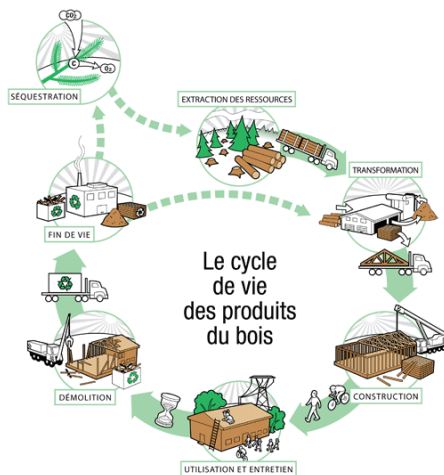 CO2
C
O2
SÉQUESTRATION
EXTRACTION DES RESSOURCES
TRANSFORMATION
FIN DE VIE
Le cycle
de vie
des produits
du bois
DÉMOLITION
CONSTRUCTION
UTILISATION ET ENTRETIEN